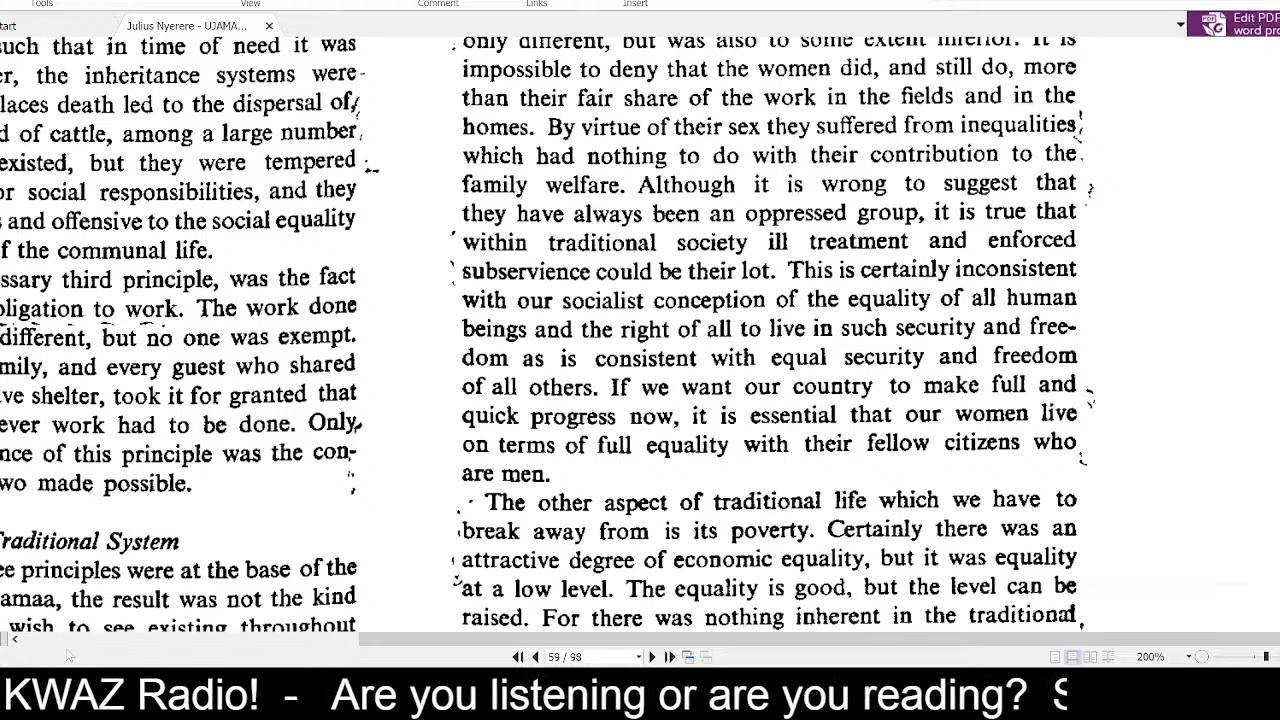 Tools View Comment Links Insert
tart Julius Nyerere - UJAMA... × Edit PDF
word pro
such that in time of need it was
er, the inheritance systems were
laces death led to the dispersal of
d of cattle, among a large number
existed, but they were tempered
or social responsibilities, and they
s and offensive to the social equality
f the communal life.
ssary third principle, was the fact
bligation to work. The work done
different, but no one was exempt.
mily, and every guest who shared
ve shelter, took it for granted that
ever work had to be done. Only
nce of this principle was the con-
wo made possible.
Traditional System
ee principles were at the base of the
amaa, the result was not the kind
wish to see existing throughout
only different, but was also to some extent inferior. It is
impossible to deny that the women did, and still do, more
than their fair share of the work in the fields and in the
homes. By virtue of their sex they suffered from inequalities
which had nothing to do with their contribution to the
family welfare. Although it is wrong to suggest that
they have always been an oppressed group, it is true that
within traditional society ill treatment and enforced
subservience could be their lot. This is certainly inconsistent
with our socialist conception of the equality of all human
beings and the right of all to live in such security and free-
dom as is consistent with equal security and freedom
of all others. If we want our country to make full and
quick progress now, it is essential that our women live
on terms of full equality with their fellow citizens who
are men.
The other aspect of traditional life which we have to
break away from is its poverty. Certainly there was an
attractive degree of economic equality, but it was equality
at a low level. The equality is good, but the level can be
raised. For there was nothing inherent in the traditional
59 / 98 200%
KWAZ Radio! - Are you listening or are you reading? S